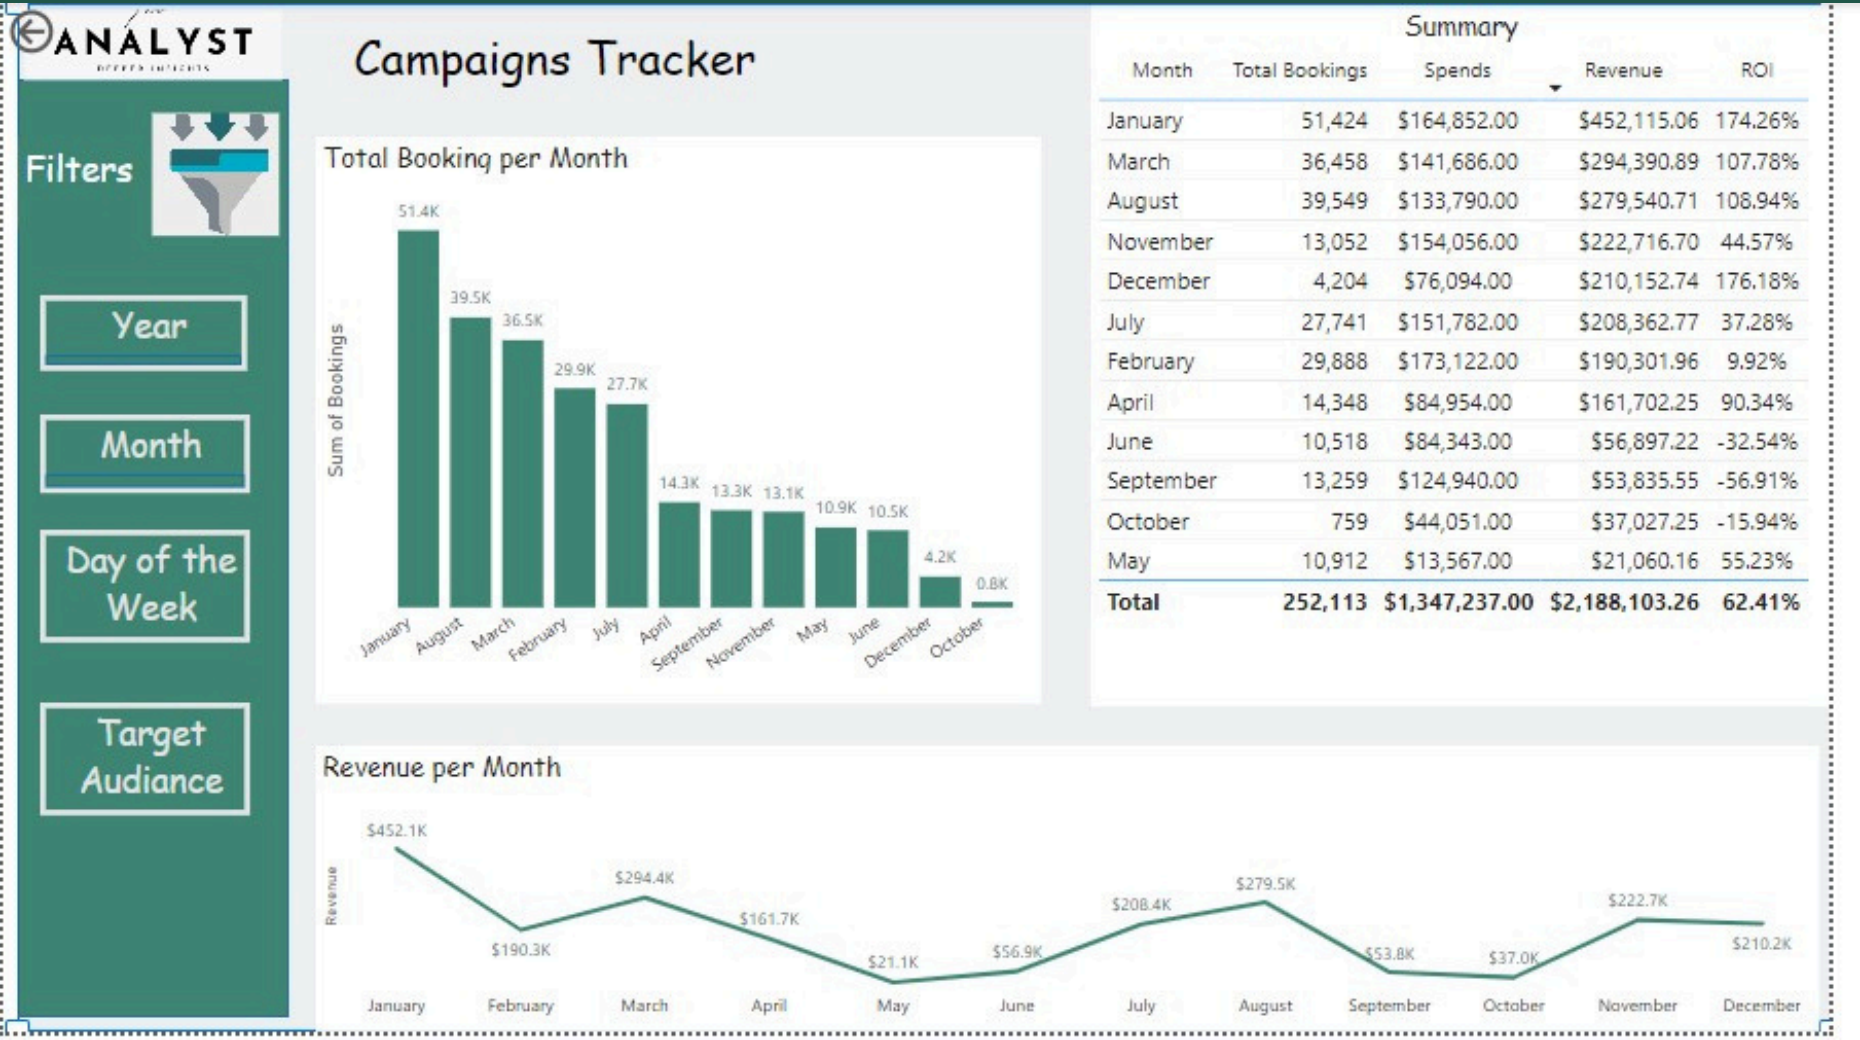 ANALYST
Campaigns Tracker
Filters
Year
Month
Day of the
Week
Target
Audiance
Total Booking per Month
Sum of Bookings
51.4K
39.5K
36.5K
29.9K
27.7K
14.3K
13.3K
13.1K
10.9K
10.5K
4.2K
0.8K
January
August
March
February
July
April
September
November
May
June
December
October
Summary
Month Total Bookings Spends Revenue ROI
January 51,424 $164,852.00 $452,115.06 174.26%
March 36,458 $141,686.00 $294,390.89 107.78%
August 39,549 $133,790.00 $279,540.71 108.94%
November 13,052 $154,056.00 $222,716.70 44.57%
December 4,204 $76,094.00 $210,152.74 176.18%
July 27,741 $151,782.00 $208,362.77 37.28%
February 29,888 $173,122.00 $190,301.96 9.92%
April 14,348 $84,954.00 $161,702.25 90.34%
June 10,518 $84,343.00 $56,897.22 -32.54%
September 13,259 $124,940.00 $53,835.55 -56.91%
October 759 $44,051.00 $37,027.25 -15.94%
May 10,912 $13,567.00 $21,060.16 55.23%
Total 252,113 $1,347,237.00 $2,188,103.26 62.41%
Revenue per Month
Revenue
$452.1K
$190.3K
$294.4K
$161.7K
$21.1K
$56.9K
$208.4K
$279.5K
$53.8K
$37.0K
$222.7K
$210.2K
January February March April May June July August September October November December